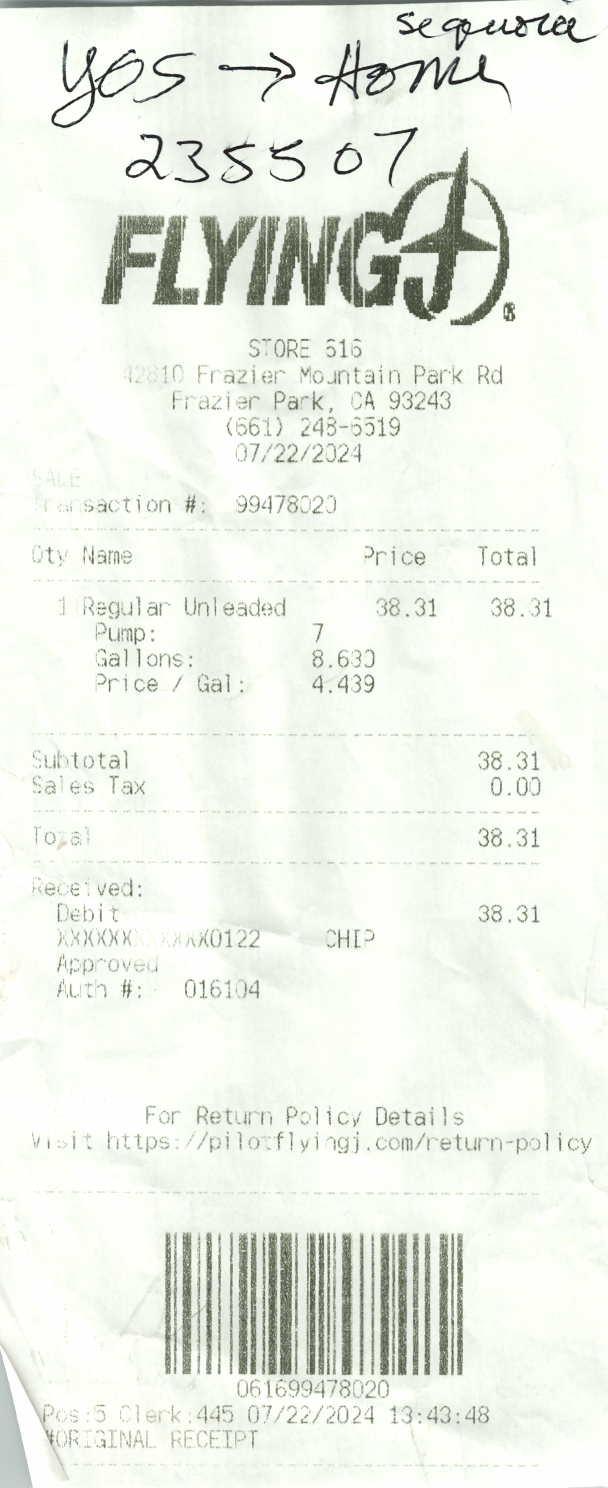 sequoia
YOS → Home
235507
FLYING J®
STORE 616
42810 Frazier Mountain Park Rd
Frazier Park, CA 93243
(661) 248-6519
07/22/2024
SALE
Transaction #: 99478020
Qty Name Price Total
1 Regular Unleaded 38.31 38.31
Pump: 7
Gallons: 8.630
Price / Gal: 4.439
Subtotal 38.31
Sales Tax 0.00
Total 38.31
Received:
Debit 38.31
XXXXXXXXXXXX0122 CHIP
Approved
Auth #: 016104
For Return Policy Details
Visit https://pilotflyingj.com/return-policy
061699478020
Pos:5 Clerk:445 07/22/2024 13:43:48
#ORIGINAL RECEIPT